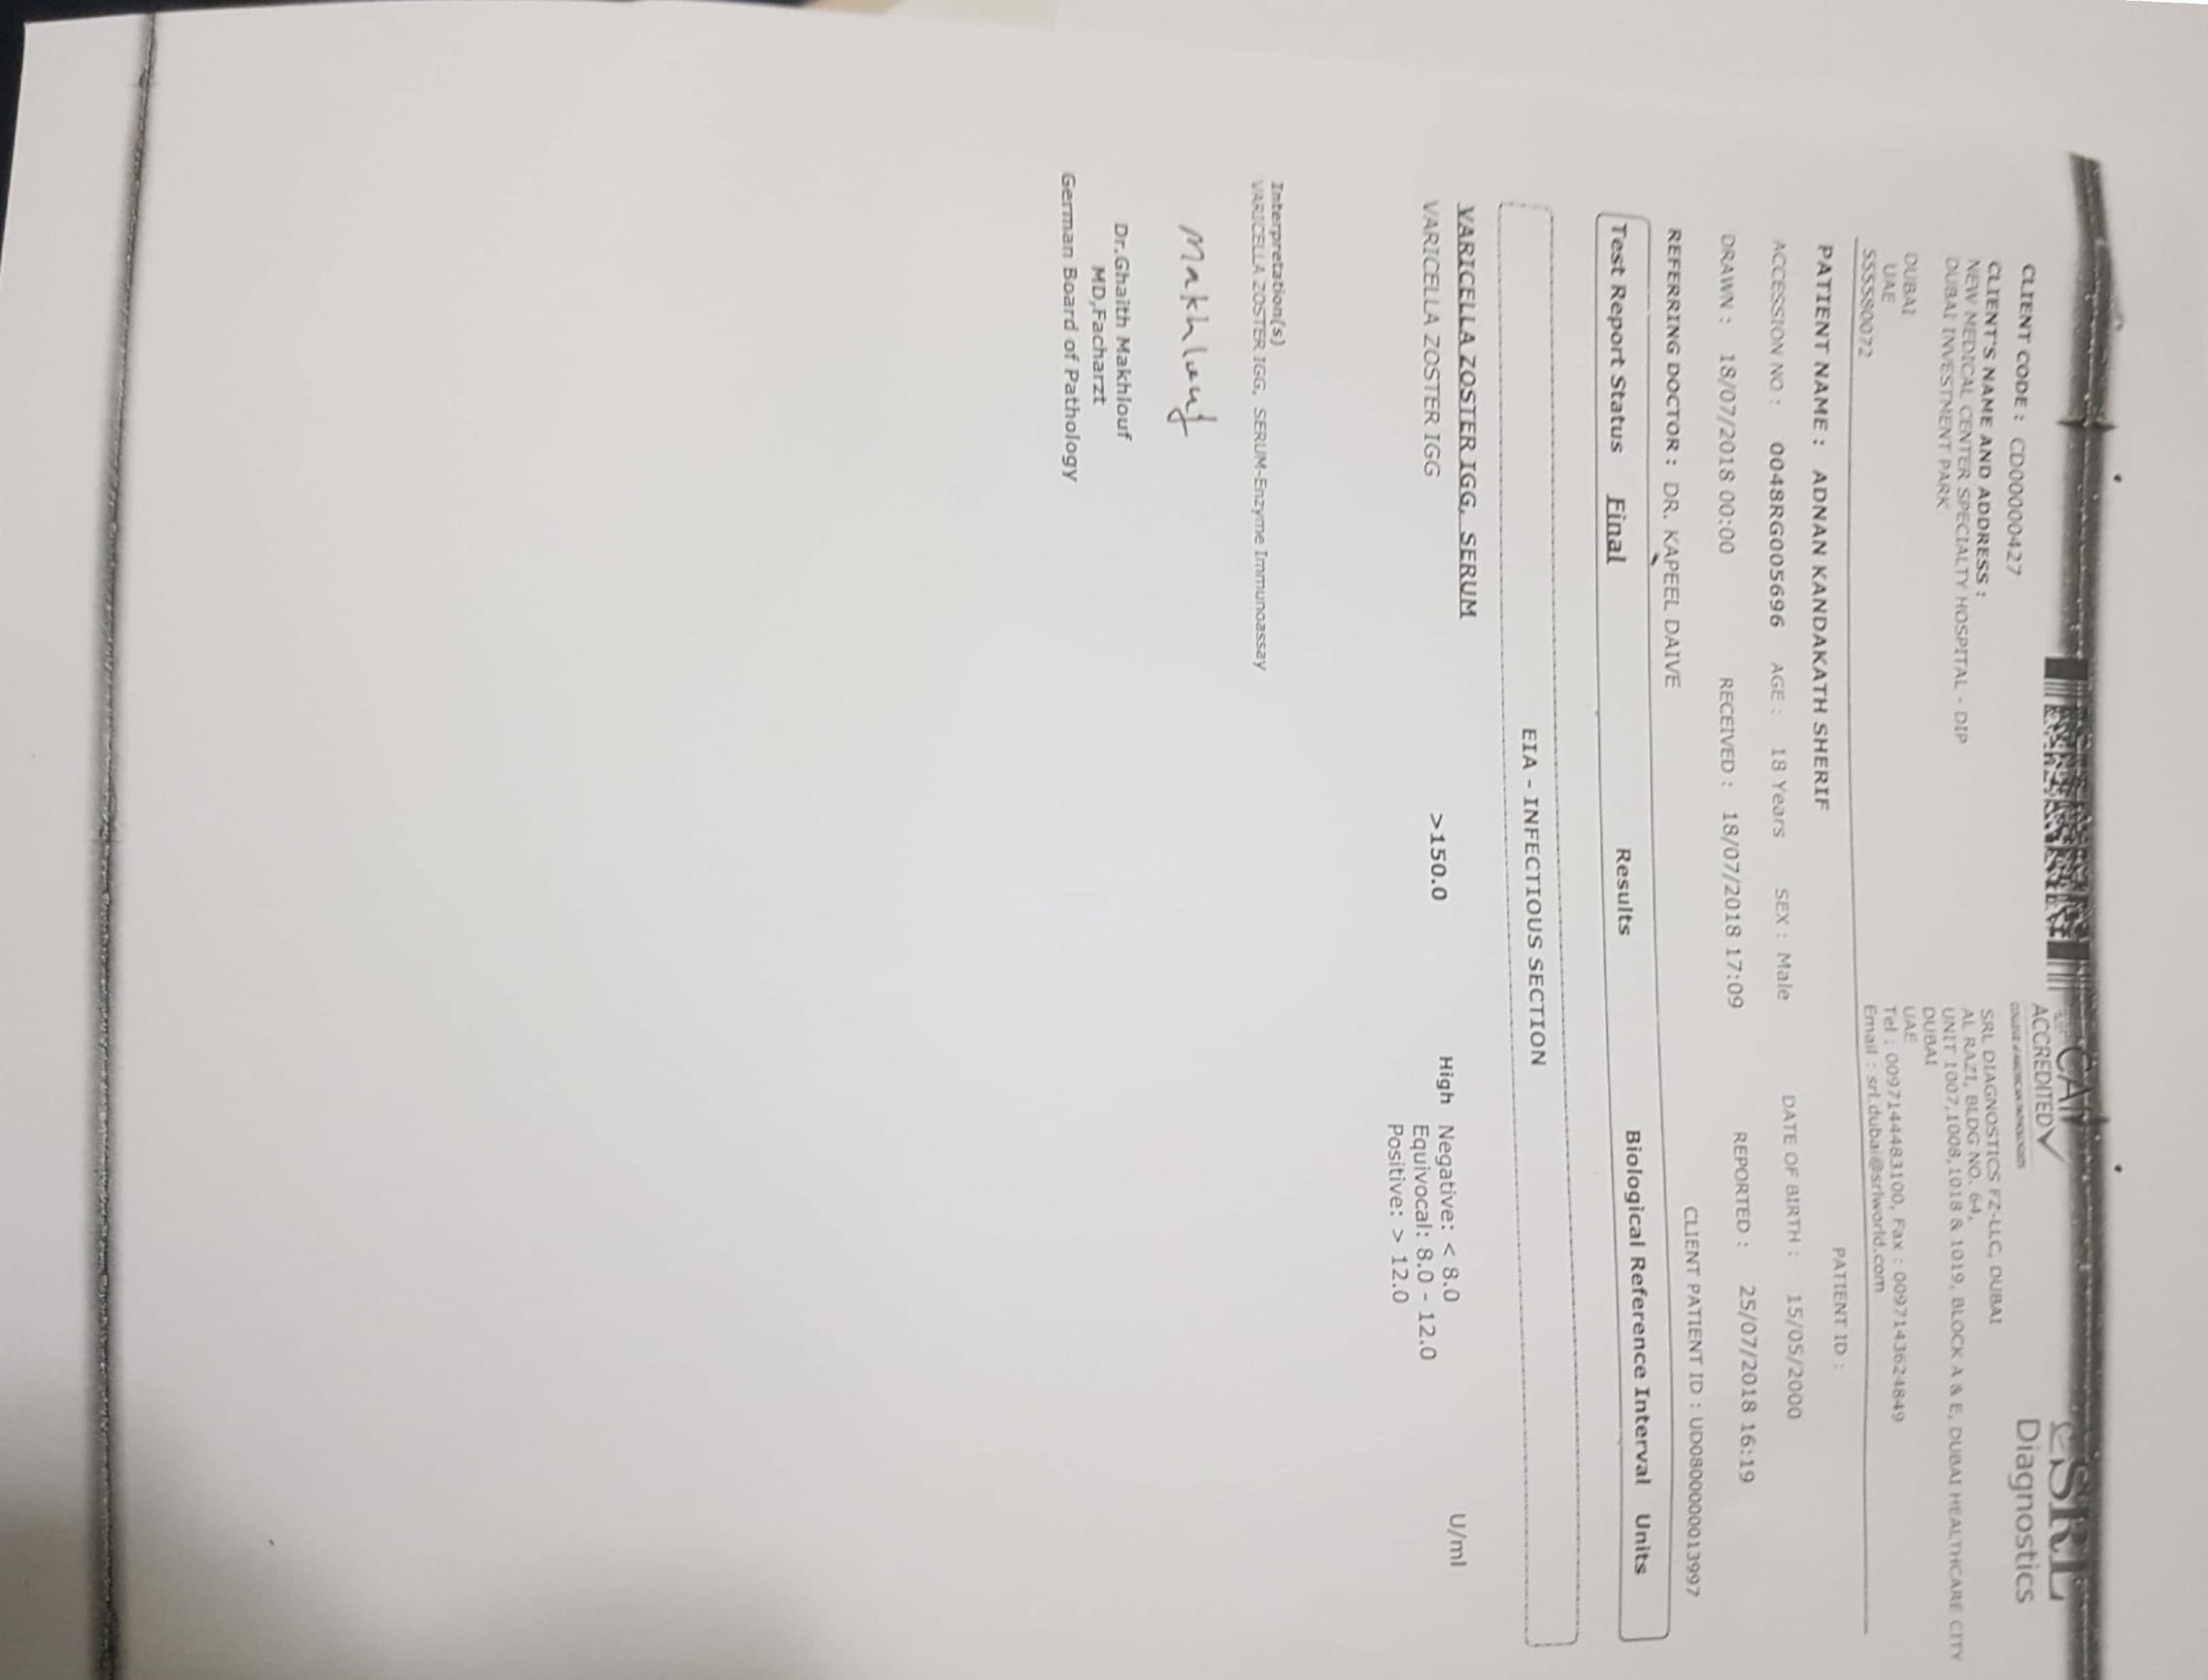 CAP
ACCREDITED✓
COLLEGE of AMERICAN PATHOLOGISTS
SRL
Diagnostics
CLIENT CODE : CD00000427
CLIENT'S NAME AND ADDRESS :
NEW MEDICAL CENTER SPECIALTY HOSPITAL - DIP
DUBAI INVESTMENT PARK
DUBAI
UAE
555580072
SRL DIAGNOSTICS FZ-LLC, DUBAI
AL RAZI, BLDG NO. 64,
UNIT 1007,1008,1018 & 1019, BLOCK A & E, DUBAI HEALTHCARE CITY
DUBAI
UAE
Tel : 0097144483100, Fax : 0097143624849
Email : srl.dubai@srlworld.com
PATIENT NAME : ADNAN KANDAKATH SHERIF PATIENT ID :
ACCESSION NO : 0048RG005696 AGE : 18 Years SEX : Male DATE OF BIRTH : 15/05/2000
DRAWN : 18/07/2018 00:00 RECEIVED : 18/07/2018 17:09 REPORTED : 25/07/2018 16:19
REFERRING DOCTOR : DR. KAPEEL DAIVE CLIENT PATIENT ID : UD0800000013997
Test Report Status Final Results Biological Reference Interval Units
EIA - INFECTIOUS SECTION
VARICELLA ZOSTER IGG, SERUM
VARICELLA ZOSTER IGG >150.0 High Negative: < 8.0 U/ml
Equivocal: 8.0 - 12.0
Positive: > 12.0
Interpretation(s)
VARICELLA ZOSTER IGG, SERUM-Enzyme Immunoassay
Makhlouf
Dr.Ghaith Makhlouf
MD,Facharzt
German Board of Pathology